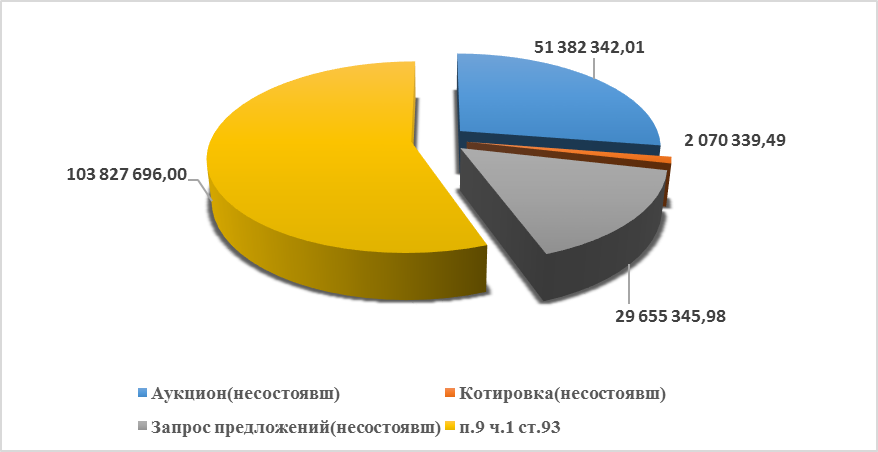 51 382 342,01
2 070 339,49
103 827 696,00
29 655 345,98
Аукцион(несостоявш) Котировка(несостоявш)
Запрос предложений(несостоявш) п.9 ч.1 ст.93